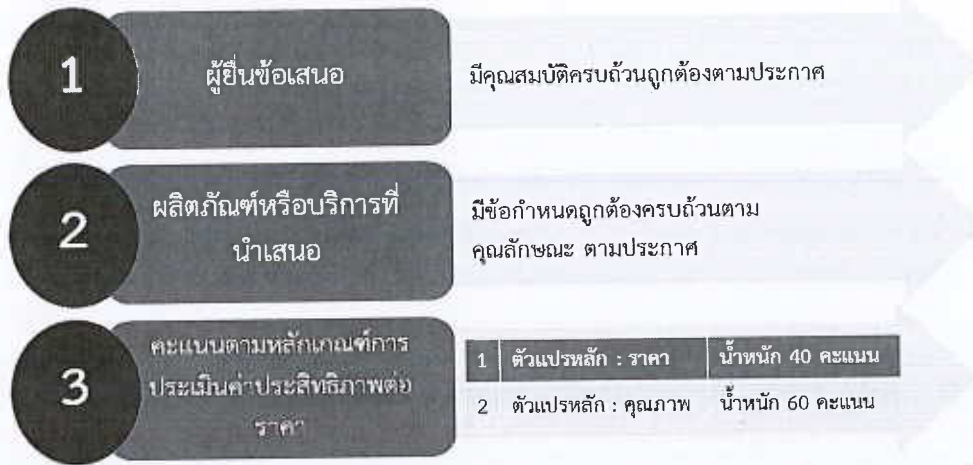 1
ผู้ยื่นข้อเสนอ
มีคุณสมบัติครบถ้วนถูกต้องตามประกาศ
2
ผลิตภัณฑ์หรือบริการที่
นำเสนอ
มีข้อกำหนดถูกต้องครบถ้วนตาม
คุณลักษณะ ตามประกาศ
3
คะแนนตามหลักเกณฑ์การ
ประเมินค่าประสิทธิภาพต่อ
ราคา
1 ตัวแปรหลัก : ราคา น้ำหนัก 40 คะแนน
2 ตัวแปรหลัก : คุณภาพ น้ำหนัก 60 คะแนน